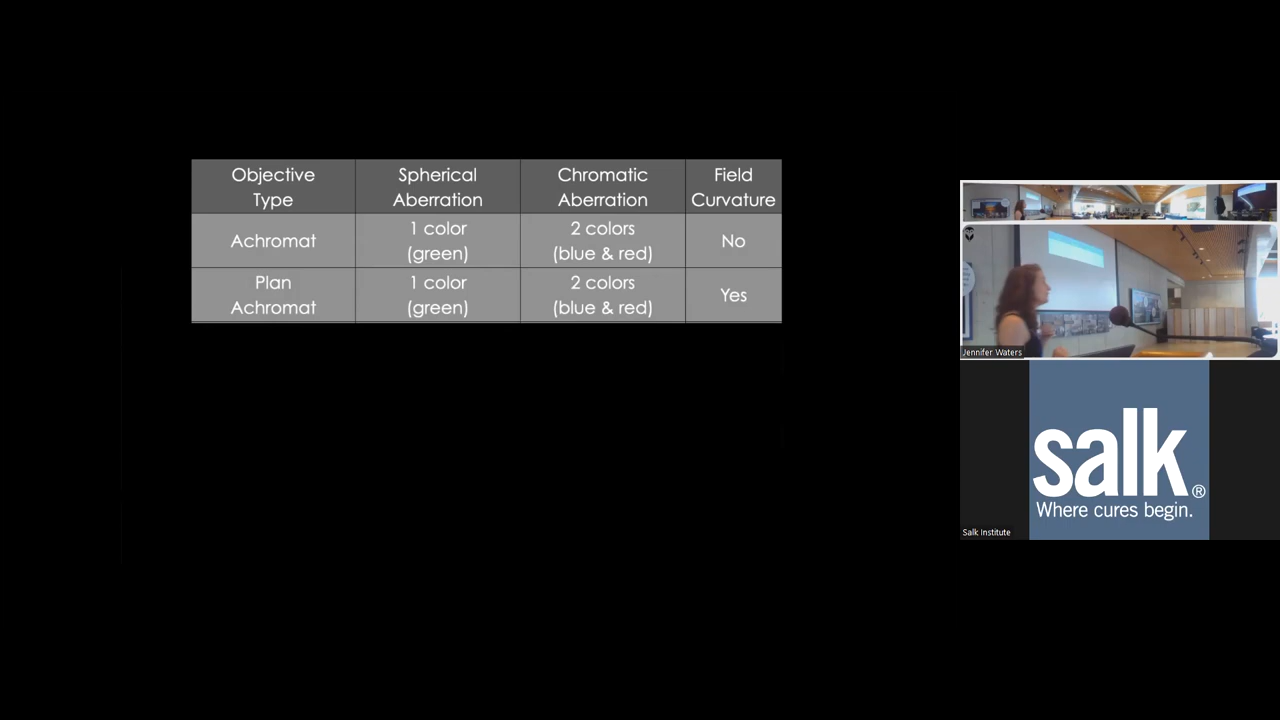 Objective
Type
Spherical
Aberration
Chromatic
Aberration
Field
Curvature
Achromat
1 color
(green)
2 colors
(blue & red)
No
Plan
Achromat
1 color
(green)
2 colors
(blue & red)
Yes
Jennifer Waters
salk®
Where cures begin.
Salk Institute